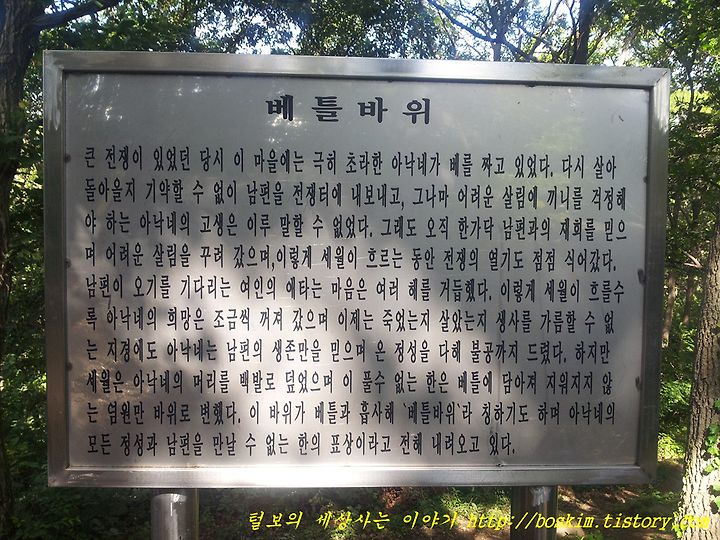 베틀바위
큰 전쟁이 있었던 당시 이 마을에는 극히 초라한 아낙네가 베를 짜고 있었다. 다시 살아
돌아올지 기약할 수 없이 남편을 전쟁터에 내보내고, 그나마 어려운 살림에 끼니를 걱정해
야 하는 아낙네의 고생은 이루 말할 수 없었다. 그래도 오직 한가닥 남편과의 재회를 믿으
며 어려운 살림을 꾸려 갔으며,이렇게 세월이 흐르는 동안 전쟁의 열기도 점점 식어갔다.
남편이 오기를 기다리는 여인의 애타는 마음은 여러 해를 거듭했다. 이렇게 세월이 흐를수
록 아낙네의 희망은 조금씩 꺼져 갔으며 이제는 죽었는지 살았는지 생사를 가름할 수 없
는 지경에도 아낙네는 남편의 생존만을 믿으며 온 정성을 다해 불공까지 드렸다. 하지만
세월은 아낙네의 머리를 백발로 덮었으며 이 풀수 없는 한은 베틀에 담아져 지워지지 않
는 염원만 바위로 변했다. 이 바위가 베틀과 흡사해 '베틀바위'라 칭하기도 하며 아낙네의
모든 정성과 남편을 만날 수 없는 한의 표상이라고 전해 내려오고 있다.
털보의 세상사는 이야기 http://boskim.tistory.com